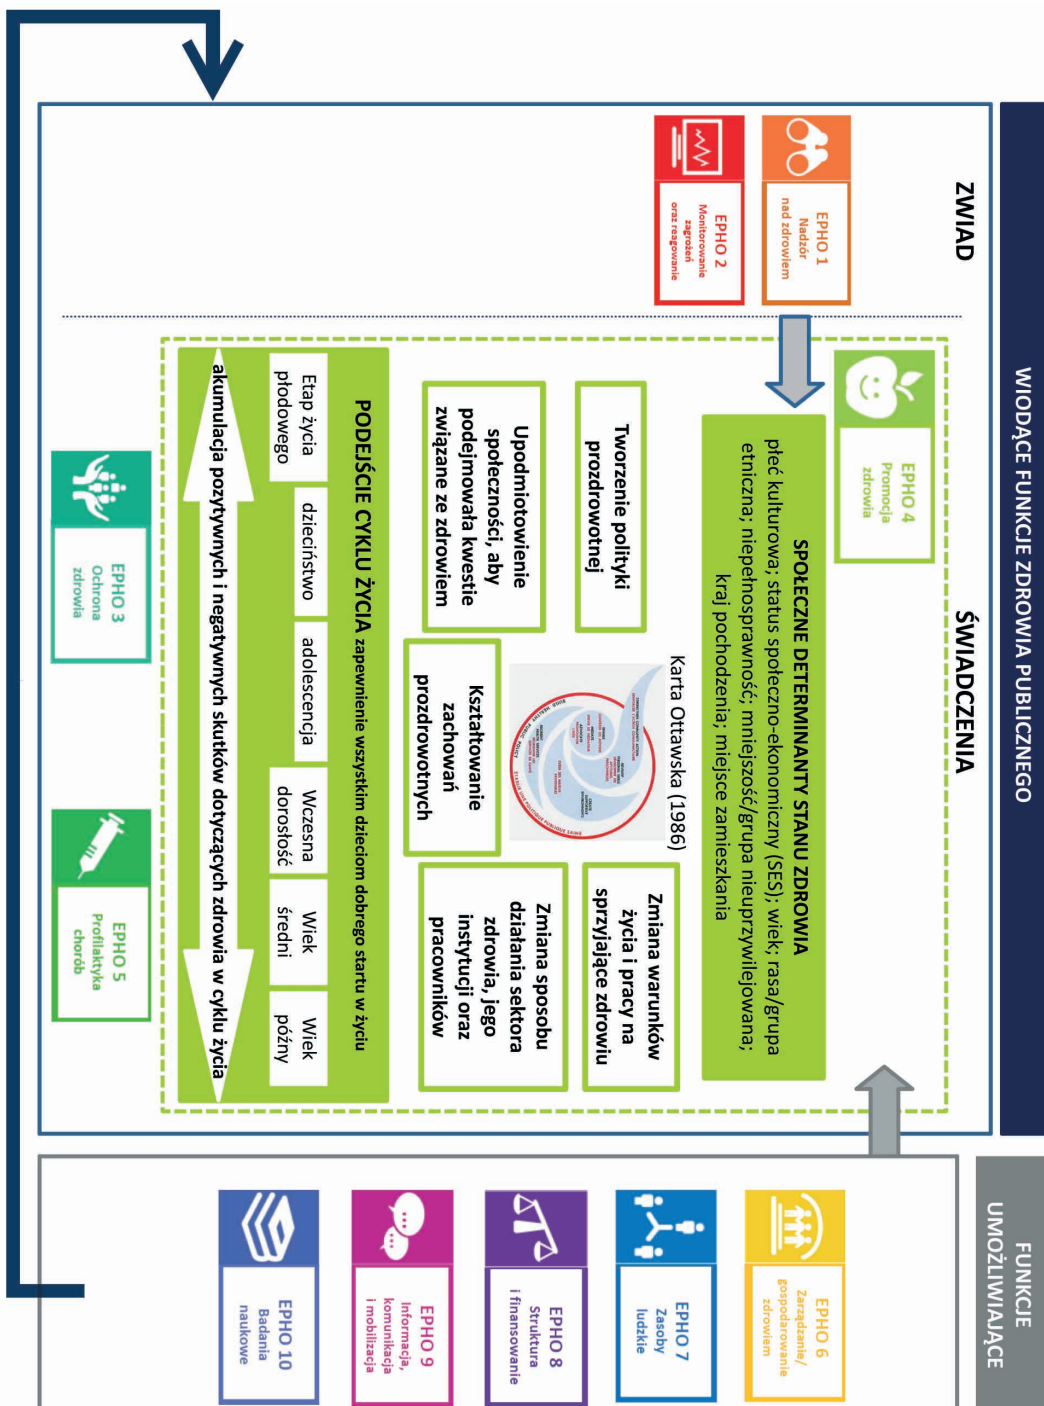 WIODĄCE FUNKCJE ZDROWIA PUBLICZNEGO
ZWIAD
EPHO 1
Nadzór
nad zdrowiem
EPHO 2
Monitorowanie
zagrożeń
oraz reagowanie
ŚWIADCZENIA
EPHO 4
Promocja
zdrowia
SPOŁECZNE DETERMINANTY STANU ZDROWIA
płeć kulturowa; status społeczno-ekonomiczny (SES); wiek; rasa/grupa
etniczna; niepełnosprawność; mniejszość/grupa nieuprzywilejowana;
kraj pochodzenia; miejsce zamieszkania
Tworzenie polityki
prozdrowotnej
Karta Ottawska (1986)
Zmiana warunków
życia i pracy na
sprzyjające zdrowiu
Upodmiotowienie
społeczności, aby
podejmowała kwestie
związane ze zdrowiem
Kształtowanie
zachowań
prozdrowotnych
Zmiana sposobu
działania sektora
zdrowia, jego
instytucji oraz
pracowników
PODEJŚCIE CYKLU ŻYCIA zapewnienie wszystkim dzieciom dobrego startu w życiu
Etap życia
płodowego
dzieciństwo
adolescencja
Wczesna
dorosłość
Wiek
średni
Wiek
późny
akumulacja pozytywnych i negatywnych skutków dotyczących zdrowia w cyklu życia
EPHO 3
Ochrona
zdrowia
EPHO 5
Profilaktyka
chorób
FUNKCJE
UMOŻLIWIAJĄCE
EPHO 6
Zarządzanie/
gospodarowanie
zdrowiem
EPHO 7
Zasoby
ludzkie
EPHO 8
Struktura
i finansowanie
EPHO 9
Informacja,
komunikacja
i mobilizacja
EPHO 10
Badania
naukowe